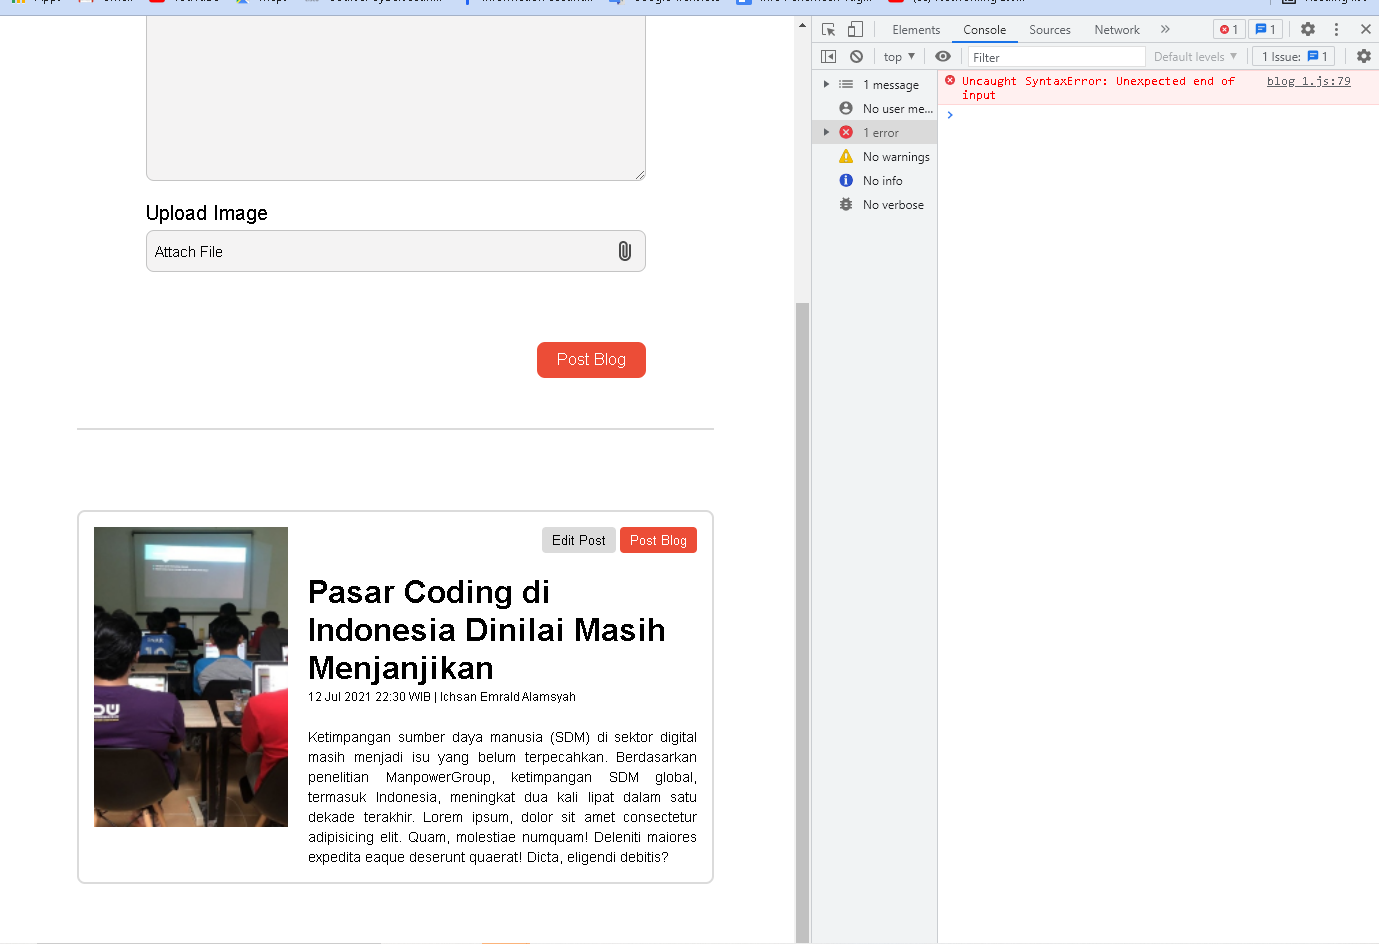 YouTube
Elements
Console
Sources
Network
1
1
top
Filter
Default levels
1 Issue:
1
1 message
No user me...
1 error
No warnings
No info
No verbose
Uncaught SyntaxError: Unexpected end of
input
blog 1.js:79
Upload Image
Attach File
Post Blog
Edit Post
Post Blog
Pasar Coding di
Indonesia Dinilai Masih
Menjanjikan
12 Jul 2021 22:30 WIB | Ichsan Emrald Alamsyah
Ketimpangan sumber daya manusia (SDM) di sektor digital
masih menjadi isu yang belum terpecahkan. Berdasarkan
penelitian ManpowerGroup, ketimpangan SDM global,
termasuk Indonesia, meningkat dua kali lipat dalam satu
dekade terakhir. Lorem ipsum, dolor sit amet consectetur
adipisicing elit. Quam, molestiae numquam! Deleniti maiores
expedita eaque deserunt quaerat! Dicta, eligendi debitis?